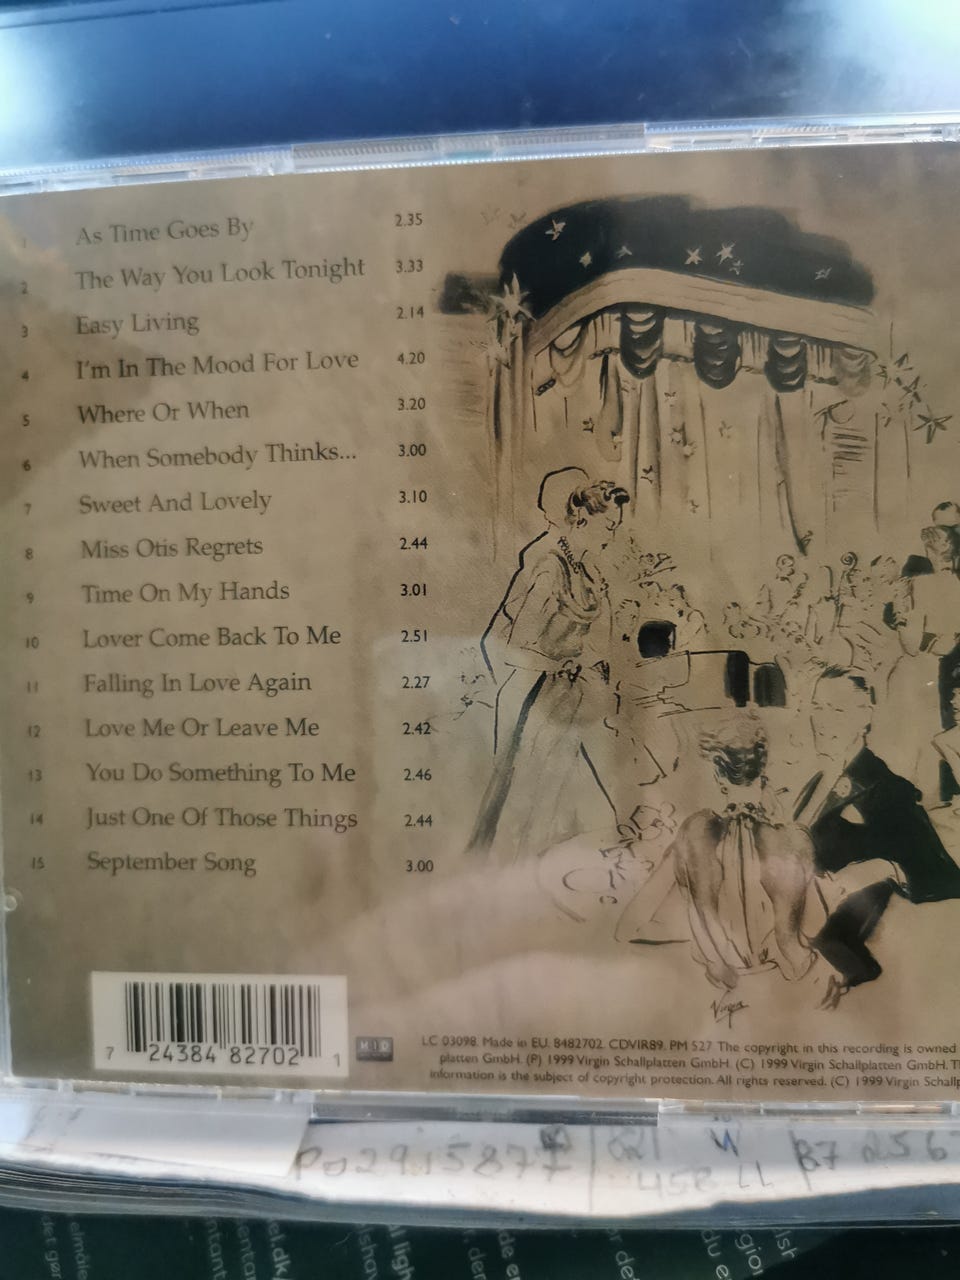 1 As Time Goes By 2.35
2 The Way You Look Tonight 3.33
3 Easy Living 2.14
4 I'm In The Mood For Love 4.20
5 Where Or When 3.20
6 When Somebody Thinks... 3.00
7 Sweet And Lovely 3.10
8 Miss Otis Regrets 2.44
9 Time On My Hands 3.01
10 Lover Come Back To Me 2.51
11 Falling In Love Again 2.27
12 Love Me Or Leave Me 2.42
13 You Do Something To Me 2.46
14 Just One Of Those Things 2.44
15 September Song 3.00
Virgin
7 24384 82702 1
LC 03098. Made in EU. 8482702. CDVIR89. PM 527 The copyright in this recording is owned
platten GmbH. (P) 1999 Virgin Schallplatten GmbH. (C) 1999 Virgin Schallplatten GmbH.
information is the subject of copyright protection. All rights reserved. (C) 1999 Virgin